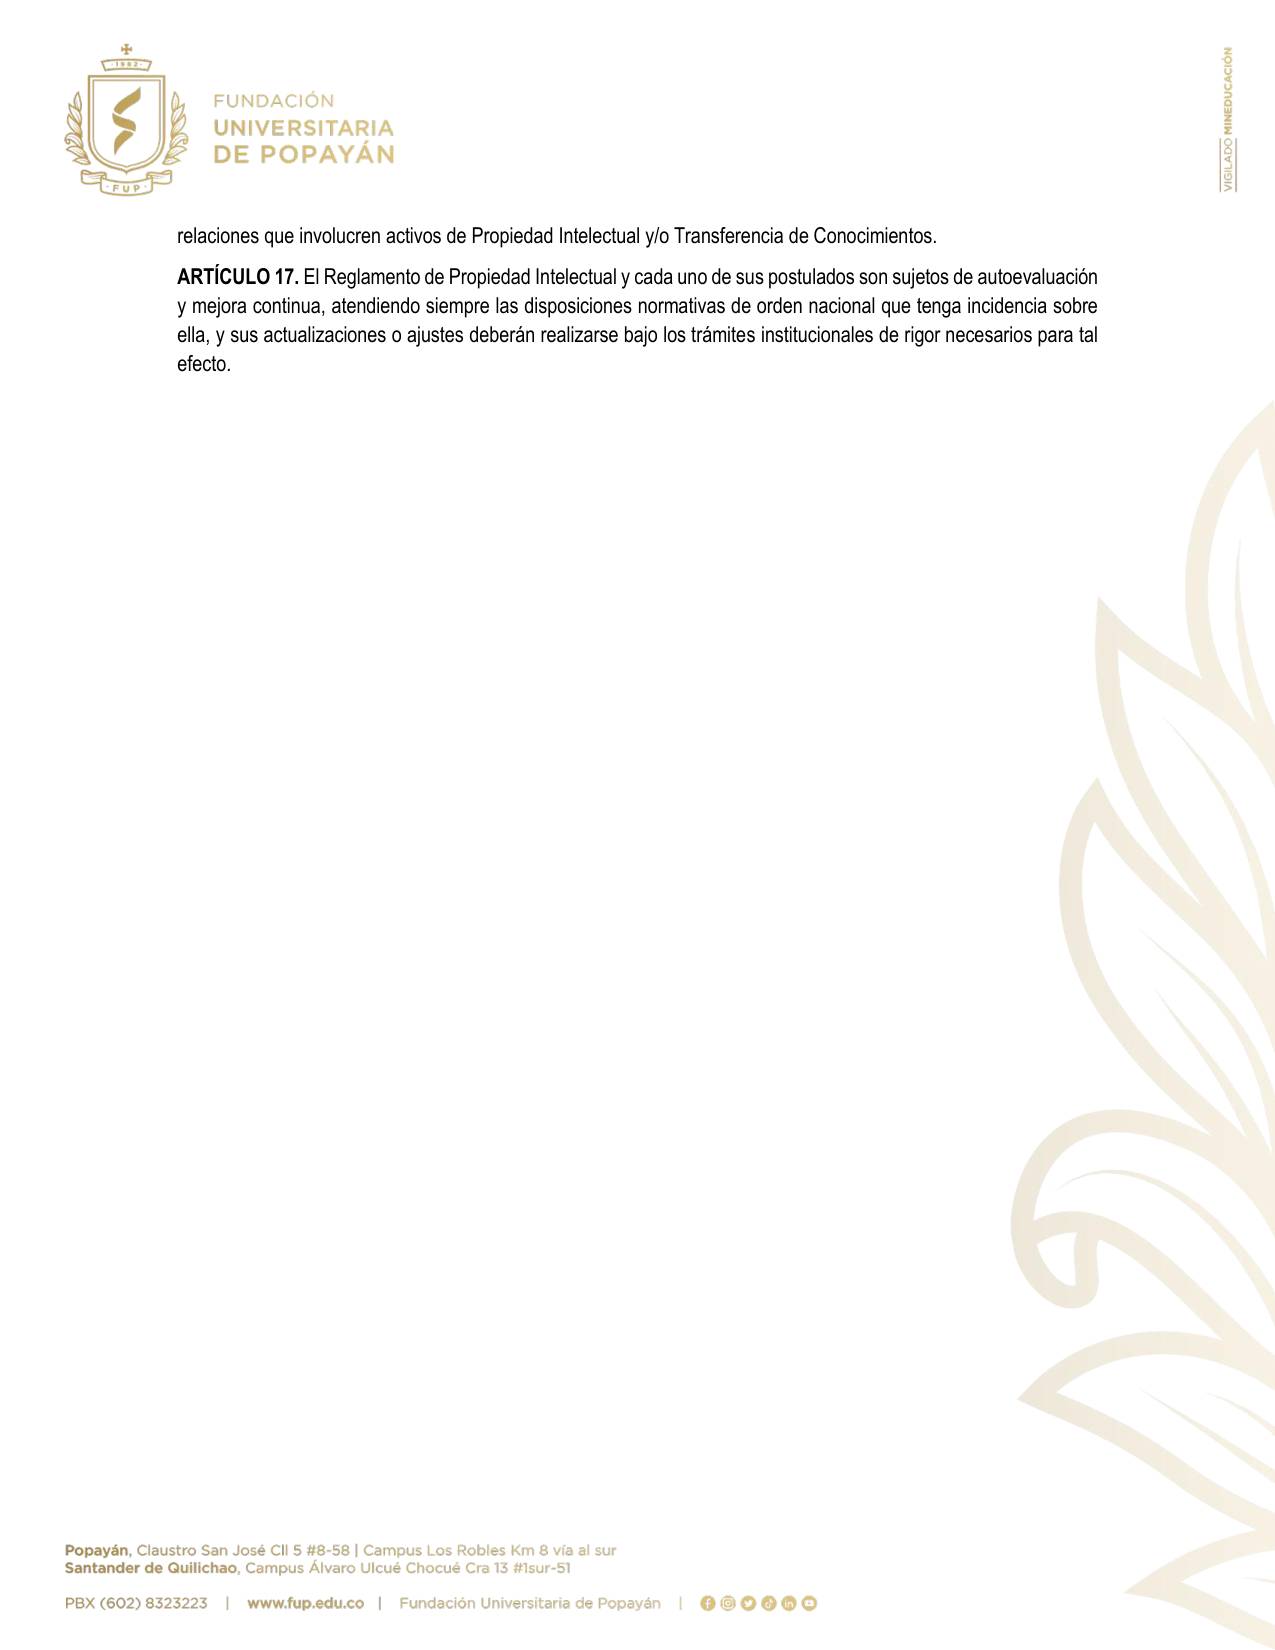 ·1982·
FUP
FUNDACIÓN
UNIVERSITARIA
DE POPAYÁN
VIGILADO MINEDUCACIÓN
relaciones que involucren activos de Propiedad Intelectual y/o Transferencia de Conocimientos.
ARTÍCULO 17. El Reglamento de Propiedad Intelectual y cada uno de sus postulados son sujetos de autoevaluación
y mejora continua, atendiendo siempre las disposiciones normativas de orden nacional que tenga incidencia sobre
ella, y sus actualizaciones o ajustes deberán realizarse bajo los trámites institucionales de rigor necesarios para tal
efecto.
Popayán, Claustro San José Cll 5 #8-58 | Campus Los Robles Km 8 vía al sur
Santander de Quilichao, Campus Álvaro Ulcué Chocué Cra 13 #1sur-51
PBX (602) 8323223 | www.fup.edu.co | Fundación Universitaria de Popayán |